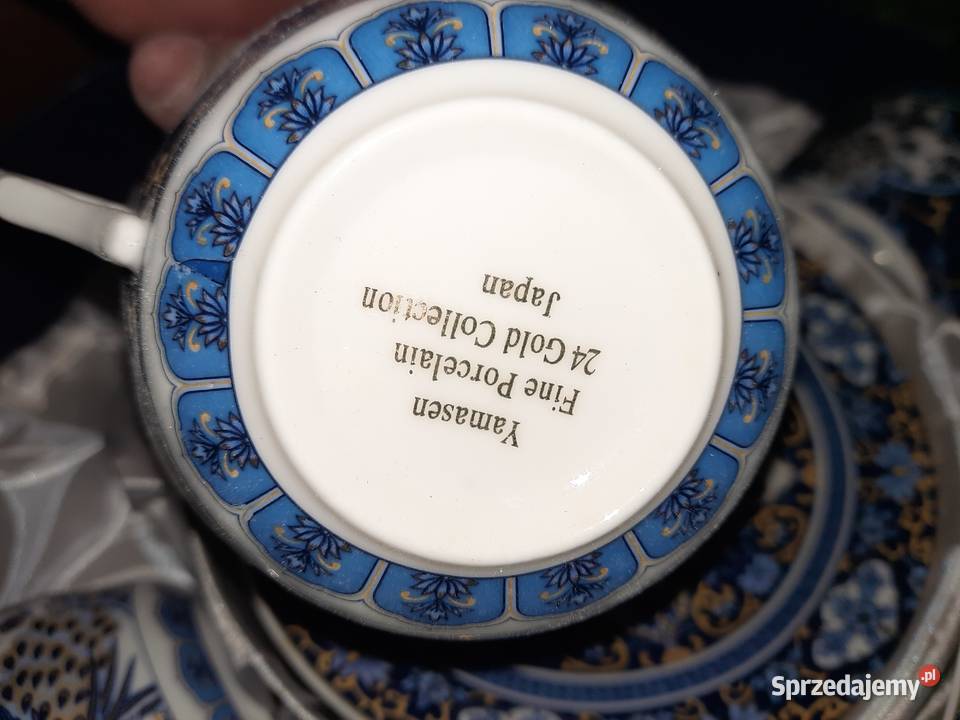 Yamasen
Fine Porcelain
24 Gold Collection
Japan
Sprzedajemy.pl